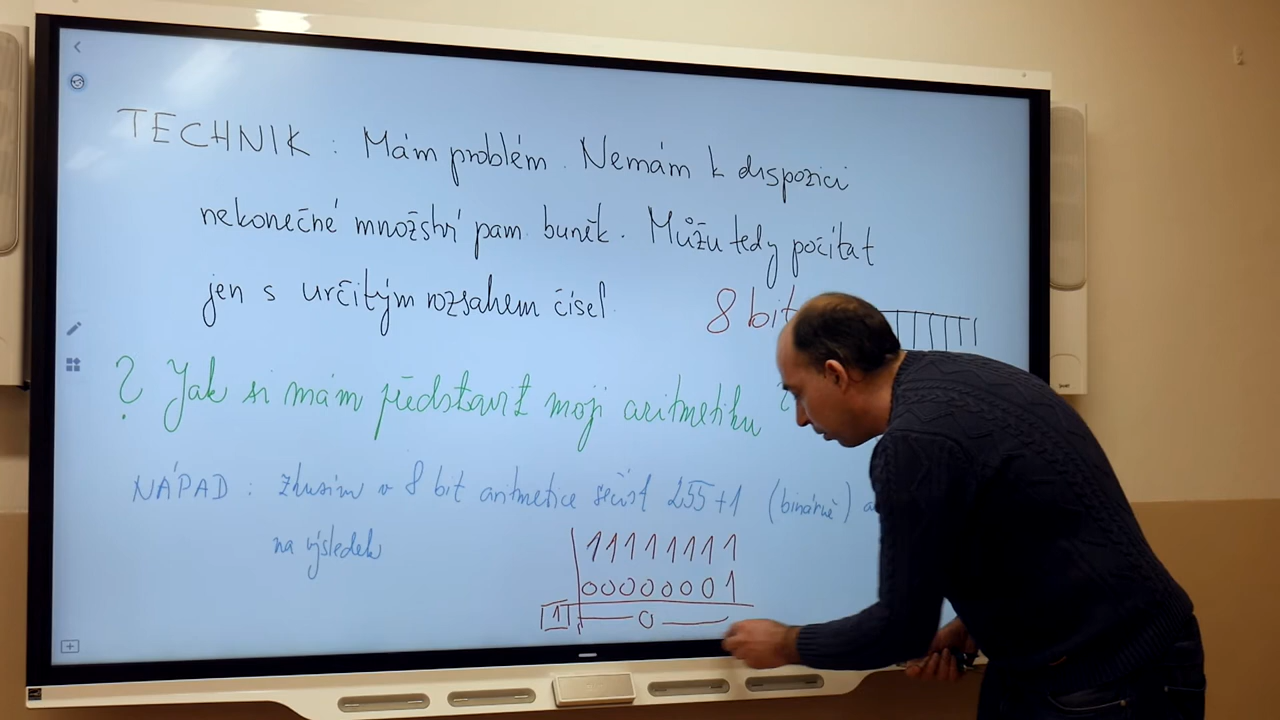 TECHNIK : Mám problém. Nemám k dispozici
nekonečné množství pam. buněk. Můžu tedy počítat
jen s určitým rozsahem čísel.
8 bit
? Jak si mám představit moji aritmetiku ?
NÁPAD : zkusím v 8 bit aritmetice sečíst 255+1 (binárně) a
na výsledek
11111111
00000001
1 0